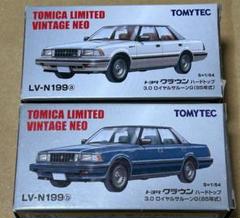 TOMICA LIMITED
VINTAGE NEO
TOMYTEC
LV-N199ⓐ
S=1/64
トヨタ クラウン ハードトップ
3.0 ロイヤルサルーンG(85年式)
TOMICA LIMITED
VINTAGE NEO
TOMYTEC
LV-N199ⓑ
S=1/64
トヨタ クラウン ハードトップ
3.0 ロイヤルサルーンG(85年式)